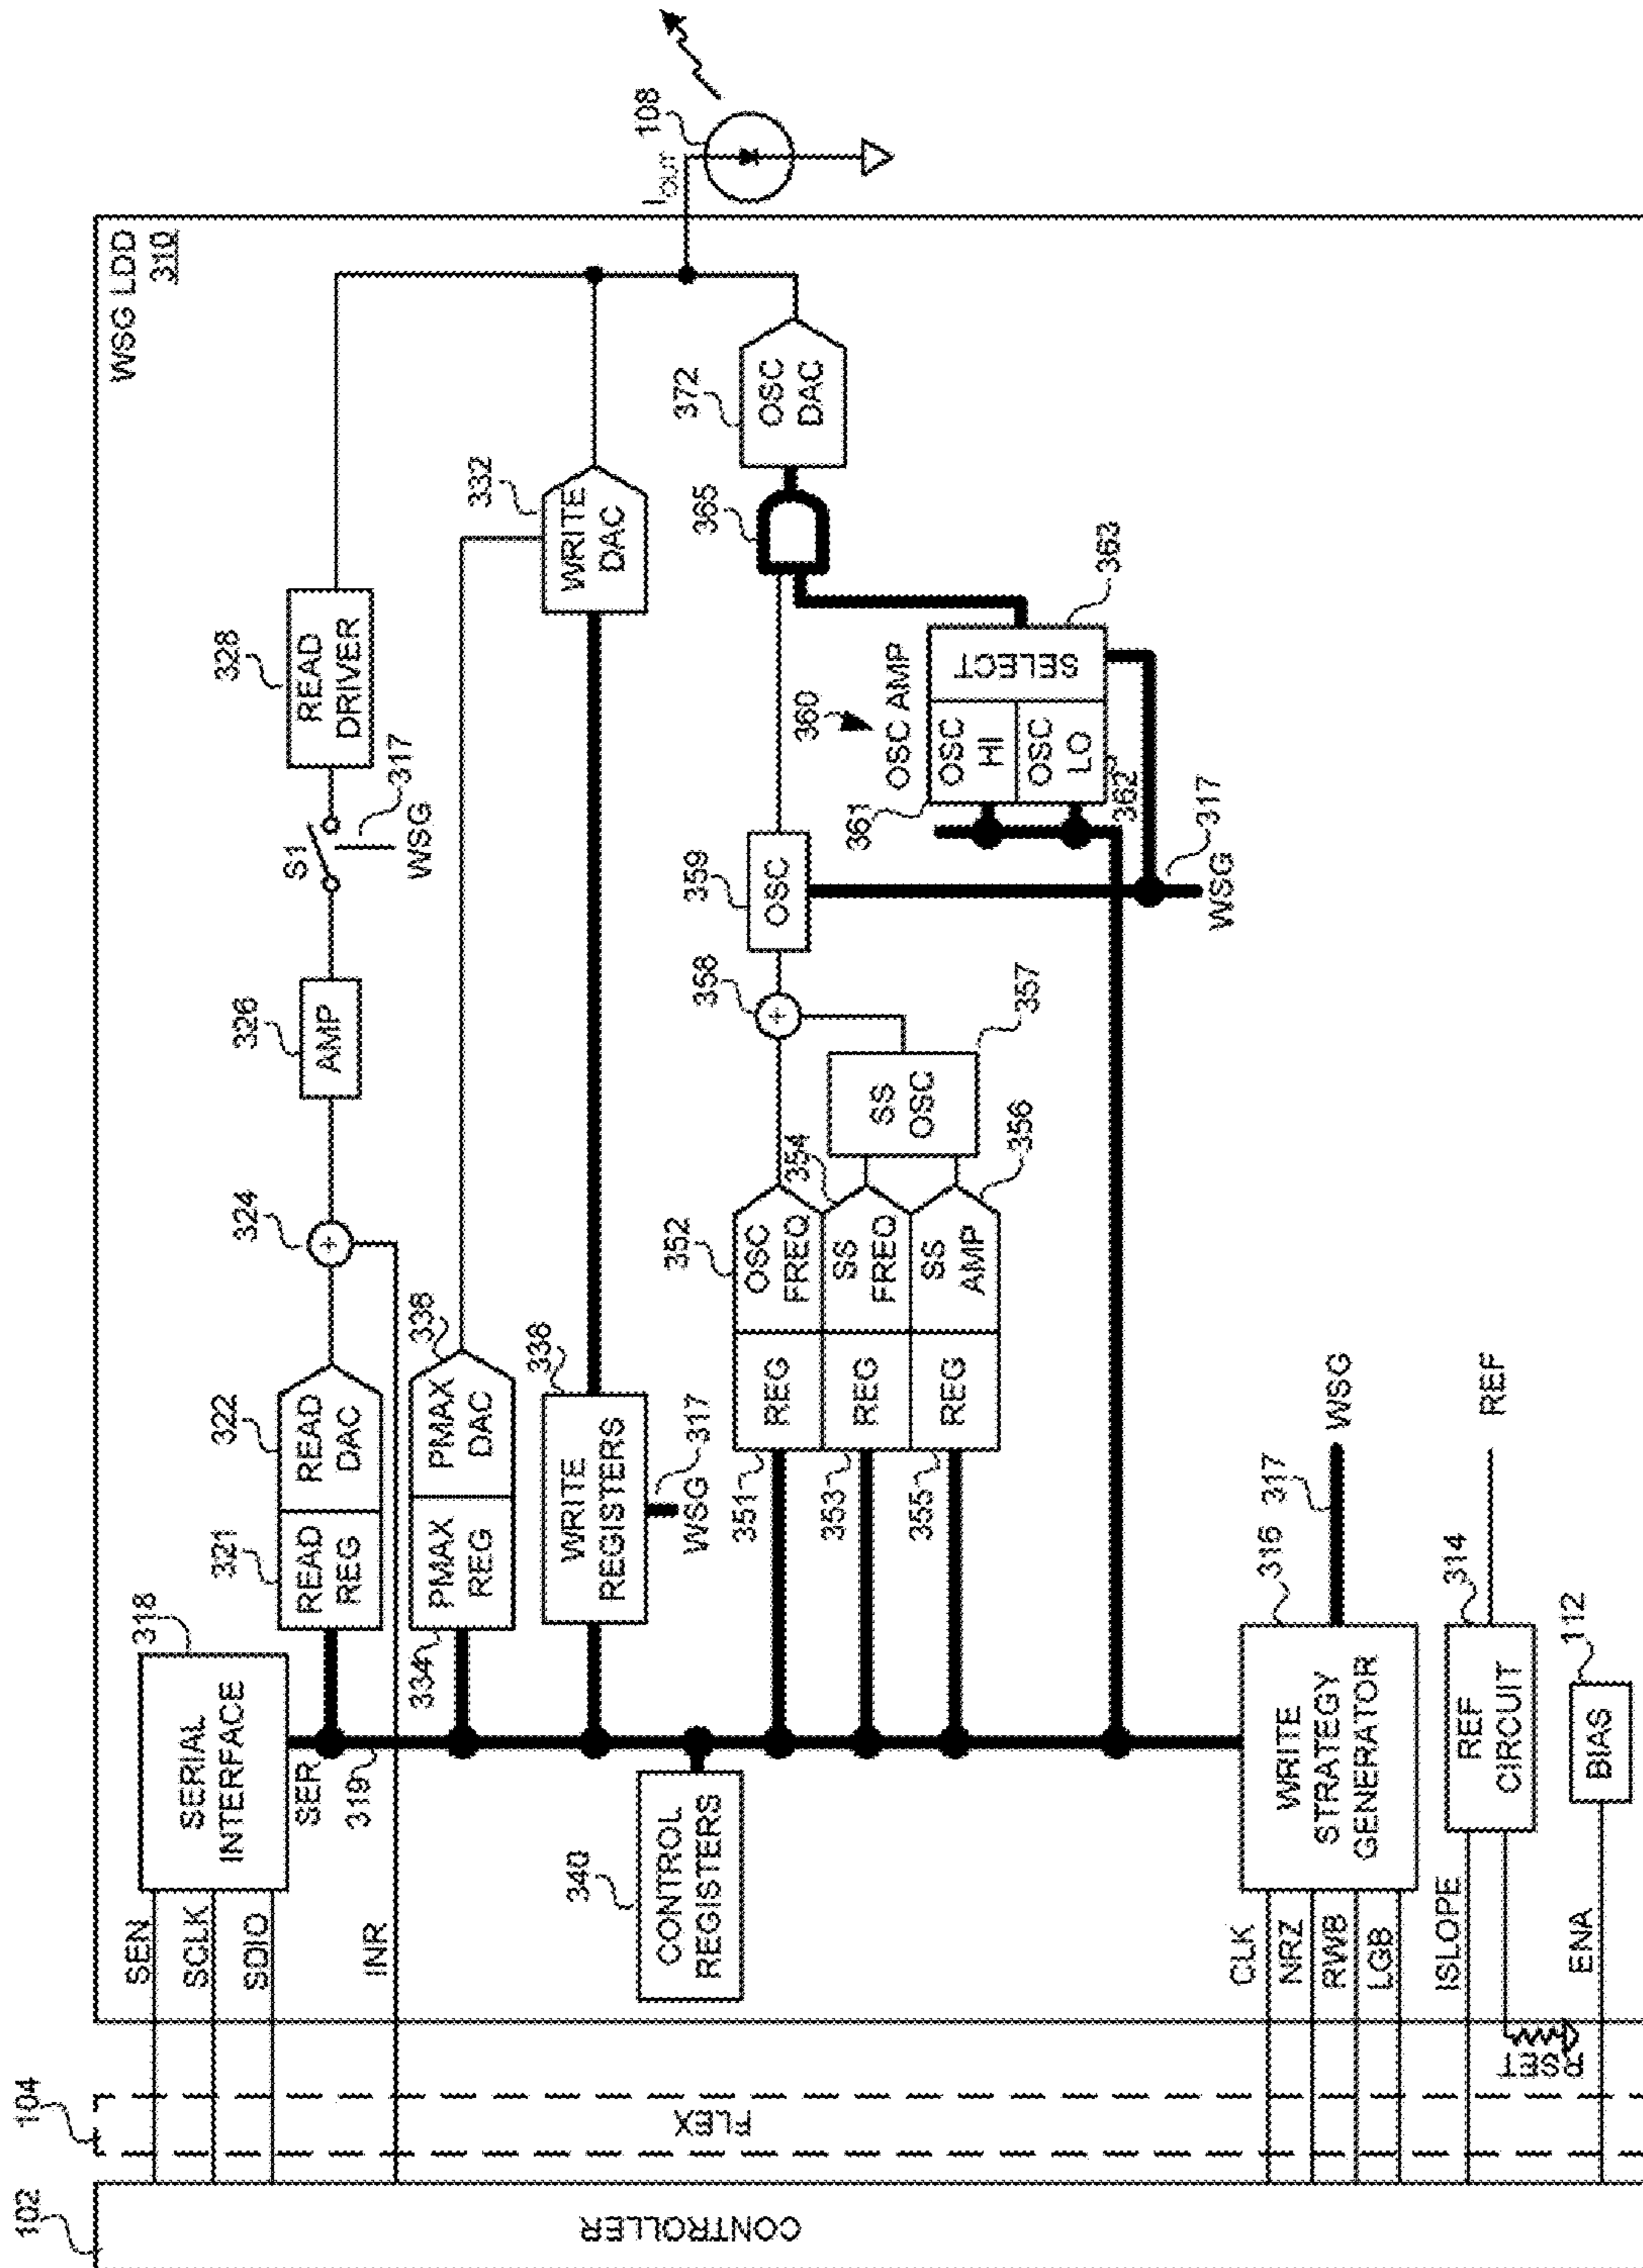 102
CONTROLLER
104
FLEX
WSG LDD
310
SEN
SCLK
SDIO
INR
318
SERIAL
INTERFACE
SER
319
321
READ
REG
322
READ
DAC
324
+
326
AMP
S1
317
WSG
328
READ
DRIVER
334
PMAX
REG
338
PMAX
DAC
336
WRITE
REGISTERS
WSG
317
332
WRITE
DAC
340
CONTROL
REGISTERS
351
REG
352
OSC
FREQ
353
REG
354
SS
FREQ
355
REG
356
SS
AMP
357
SS
OSC
358
+
359
OSC
360
OSC AMP
361
OSC
HI
362
OSC
LO
363
SELECT
317
WSG
365
372
OSC
DAC
IOUT
108
CLK
NRZ
RWB
LGB
316
WRITE
STRATEGY
GENERATOR
317
WSG
ISLOPE
RSET
314
REF
CIRCUIT
REF
ENA
112
BIAS